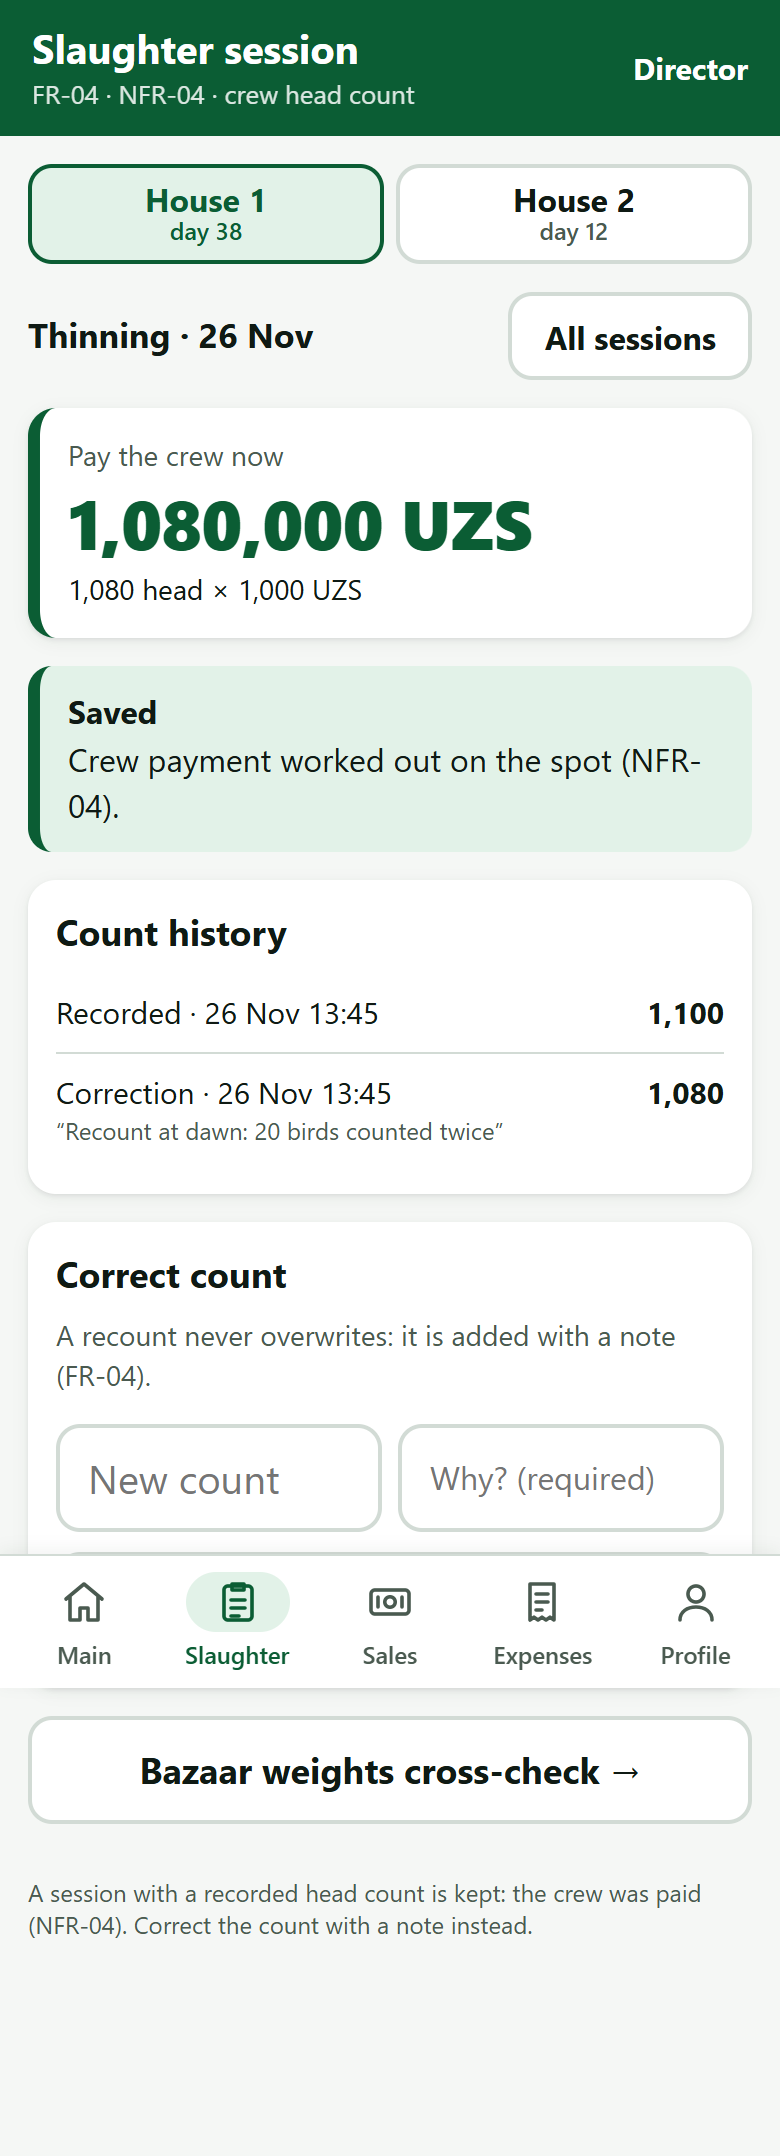 Slaughter session
FR-04 · NFR-04 · crew head count
Director
House 1
day 38
House 2
day 12
Thinning · 26 Nov
All sessions
Pay the crew now
1,080,000 UZS
1,080 head × 1,000 UZS
Saved
Crew payment worked out on the spot (NFR-
04).
Count history
Recorded · 26 Nov 13:45
1,100
Correction · 26 Nov 13:45
1,080
“Recount at dawn: 20 birds counted twice”
Correct count
A recount never overwrites: it is added with a note
(FR-04).
New count
Why? (required)
Main
Slaughter
Sales
Expenses
Profile
Bazaar weights cross-check →
A session with a recorded head count is kept: the crew was paid
(NFR-04). Correct the count with a note instead.